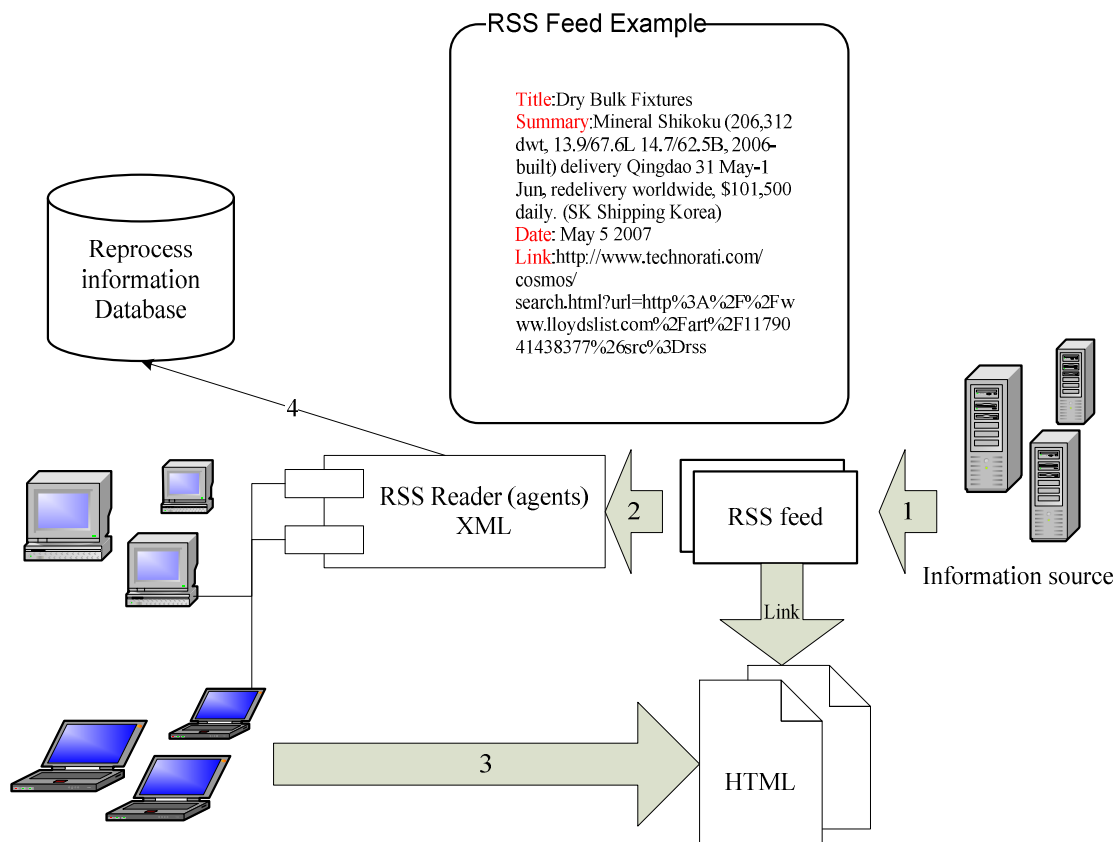 RSS Feed Example
Title:Dry Bulk Fixtures
Summary:Mineral Shikoku (206,312
dwt, 13.9/67.6L 14.7/62.5B, 2006-
built) delivery Qingdao 31 May-1
Jun, redelivery worldwide, $101,500
daily. (SK Shipping Korea)
Date: May 5 2007
Link:http://www.technorati.com/
cosmos/
search.html?url=http%3A%2F%2Fw
ww.lloydslist.com%2Fart%2F11790
41438377%26src%3Drss
Reprocess
information
Database
4
RSS Reader (agents)
XML
2
RSS feed
1
Information source
Link
3
HTML